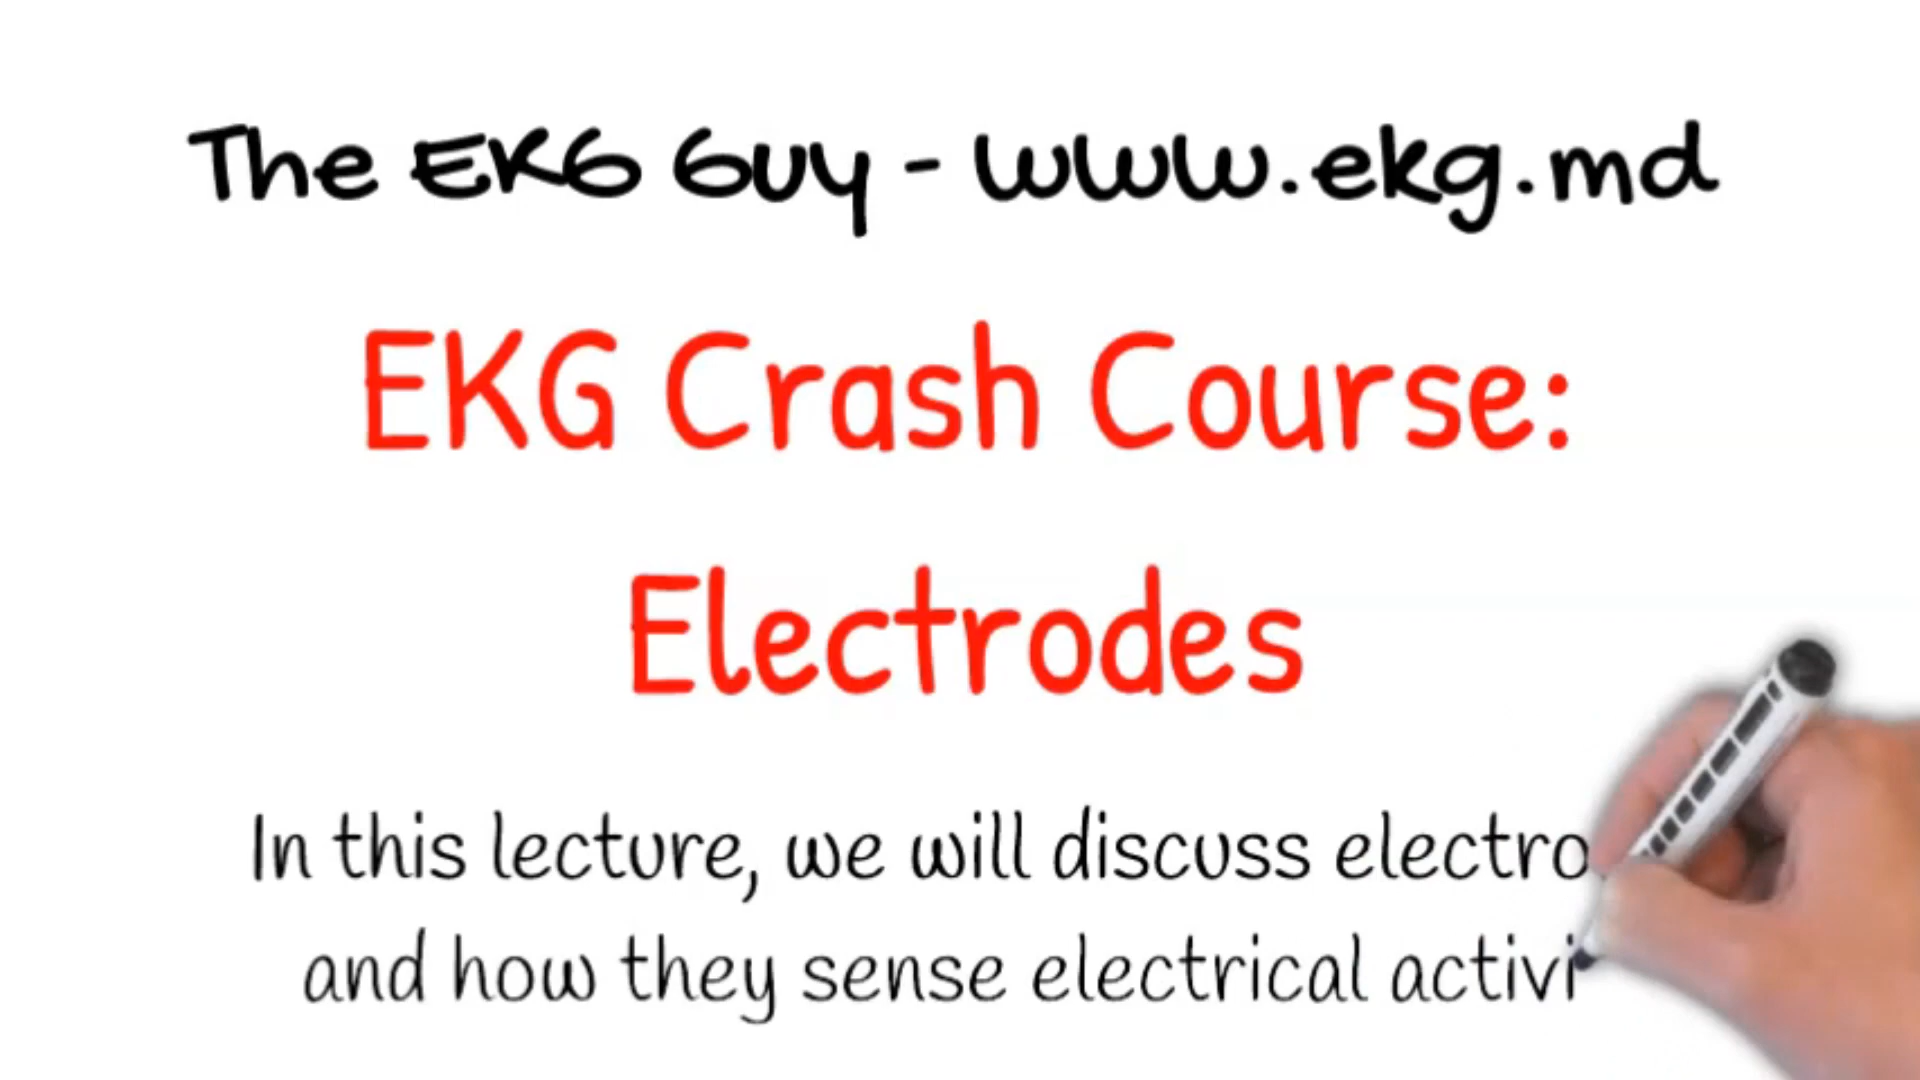 The EKG Guy - www.ekg.md
EKG Crash Course:
Electrodes
In this lecture, we will discuss electro
and how they sense electrical activi